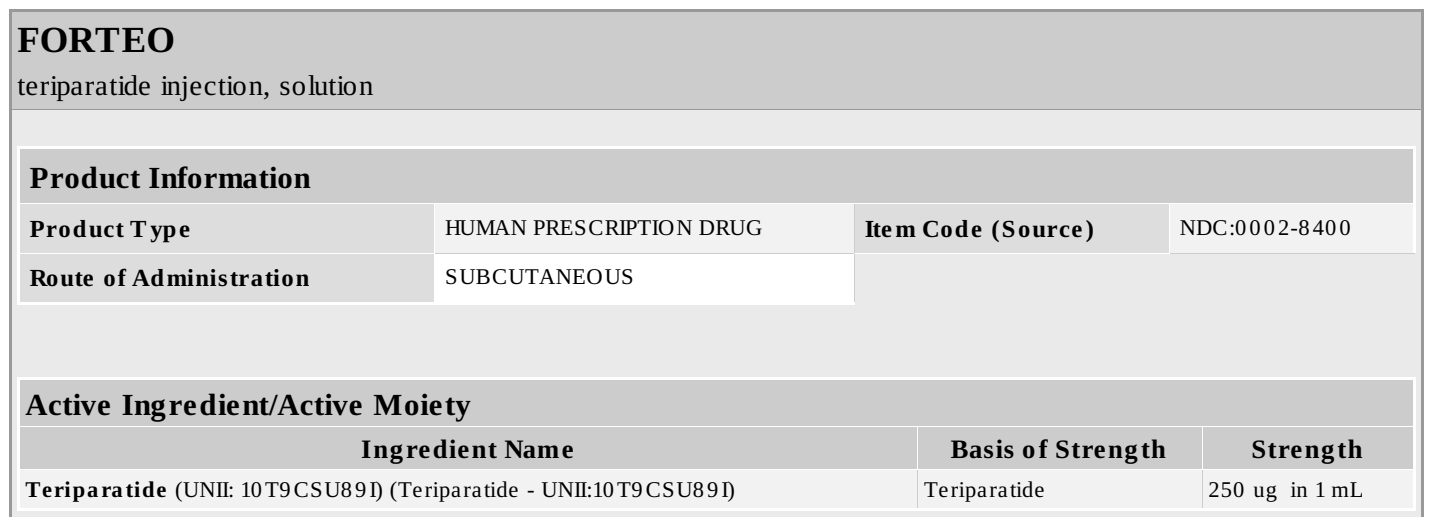 FORTEO
teriparatide injection, solution
Product Information
Product Type HUMAN PRESCRIPTION DRUG Item Code (Source) NDC:0002-8400
Route of Administration SUBCUTANEOUS
Active Ingredient/Active Moiety
Ingredient Name Basis of Strength Strength
Teriparatide (UNII: 10T9CSU89I) (Teriparatide - UNII:10T9CSU89I) Teriparatide 250 ug in 1 mL